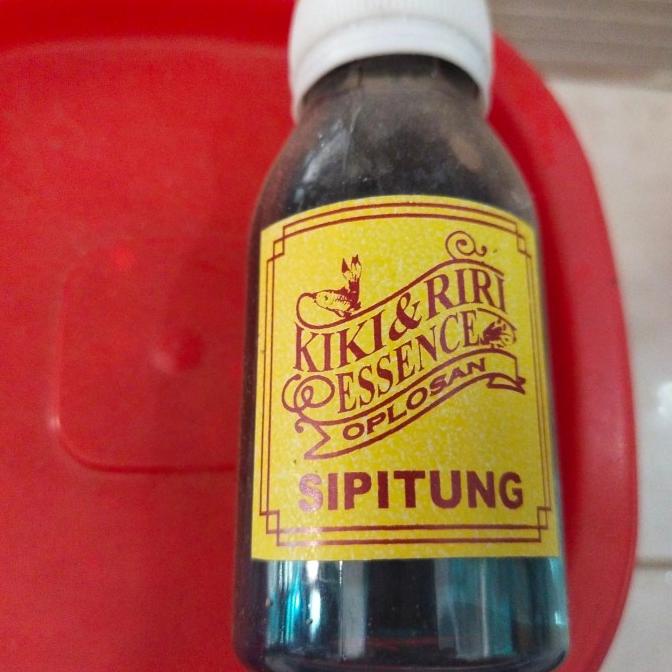 KIKI & RIRI
ESSENCE
OPLOSAN
SIPITUNG